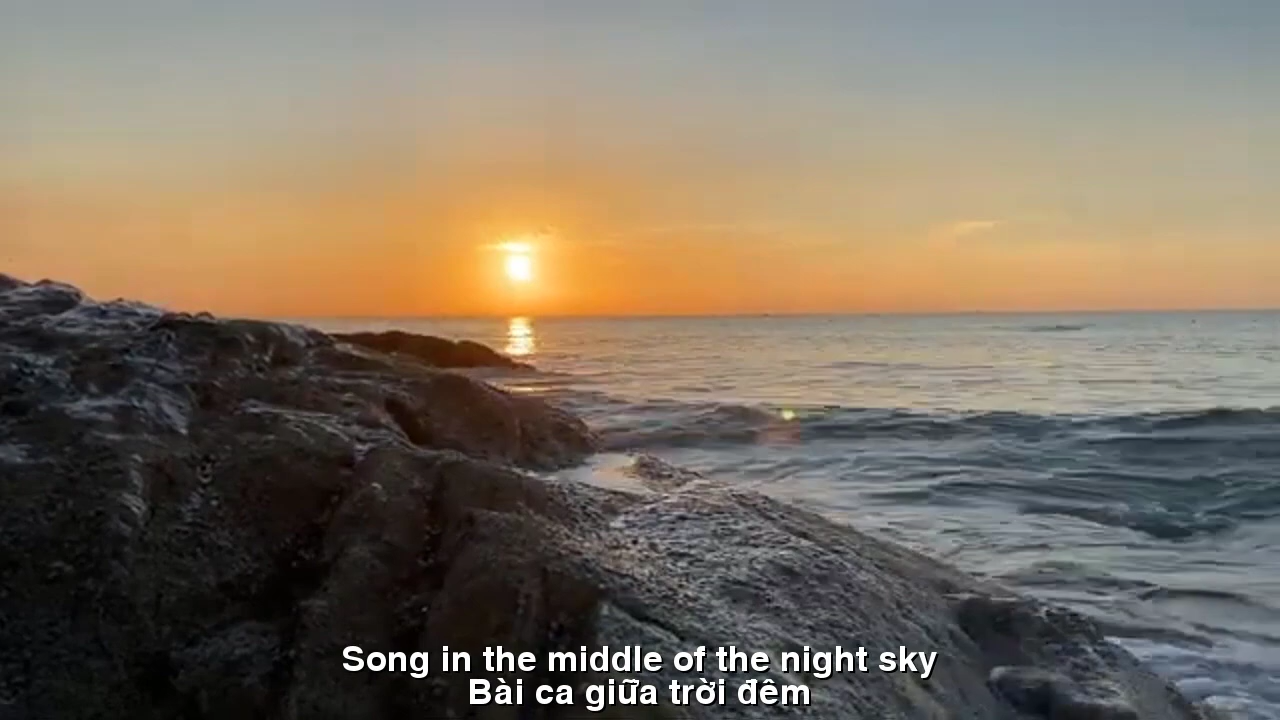 Song in the middle of the night sky
Bài ca giữa trời đêm